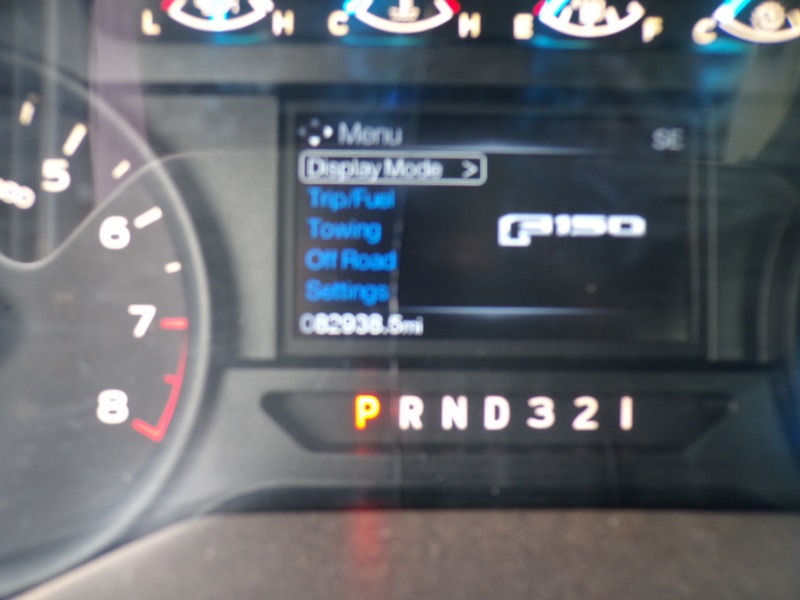 L H C H E F C
Menu SE
Display Mode >
Trip/Fuel
Towing
F150
Off Road
Settings
082938.5mi
P R N D 3 2 1
5
6
7
8